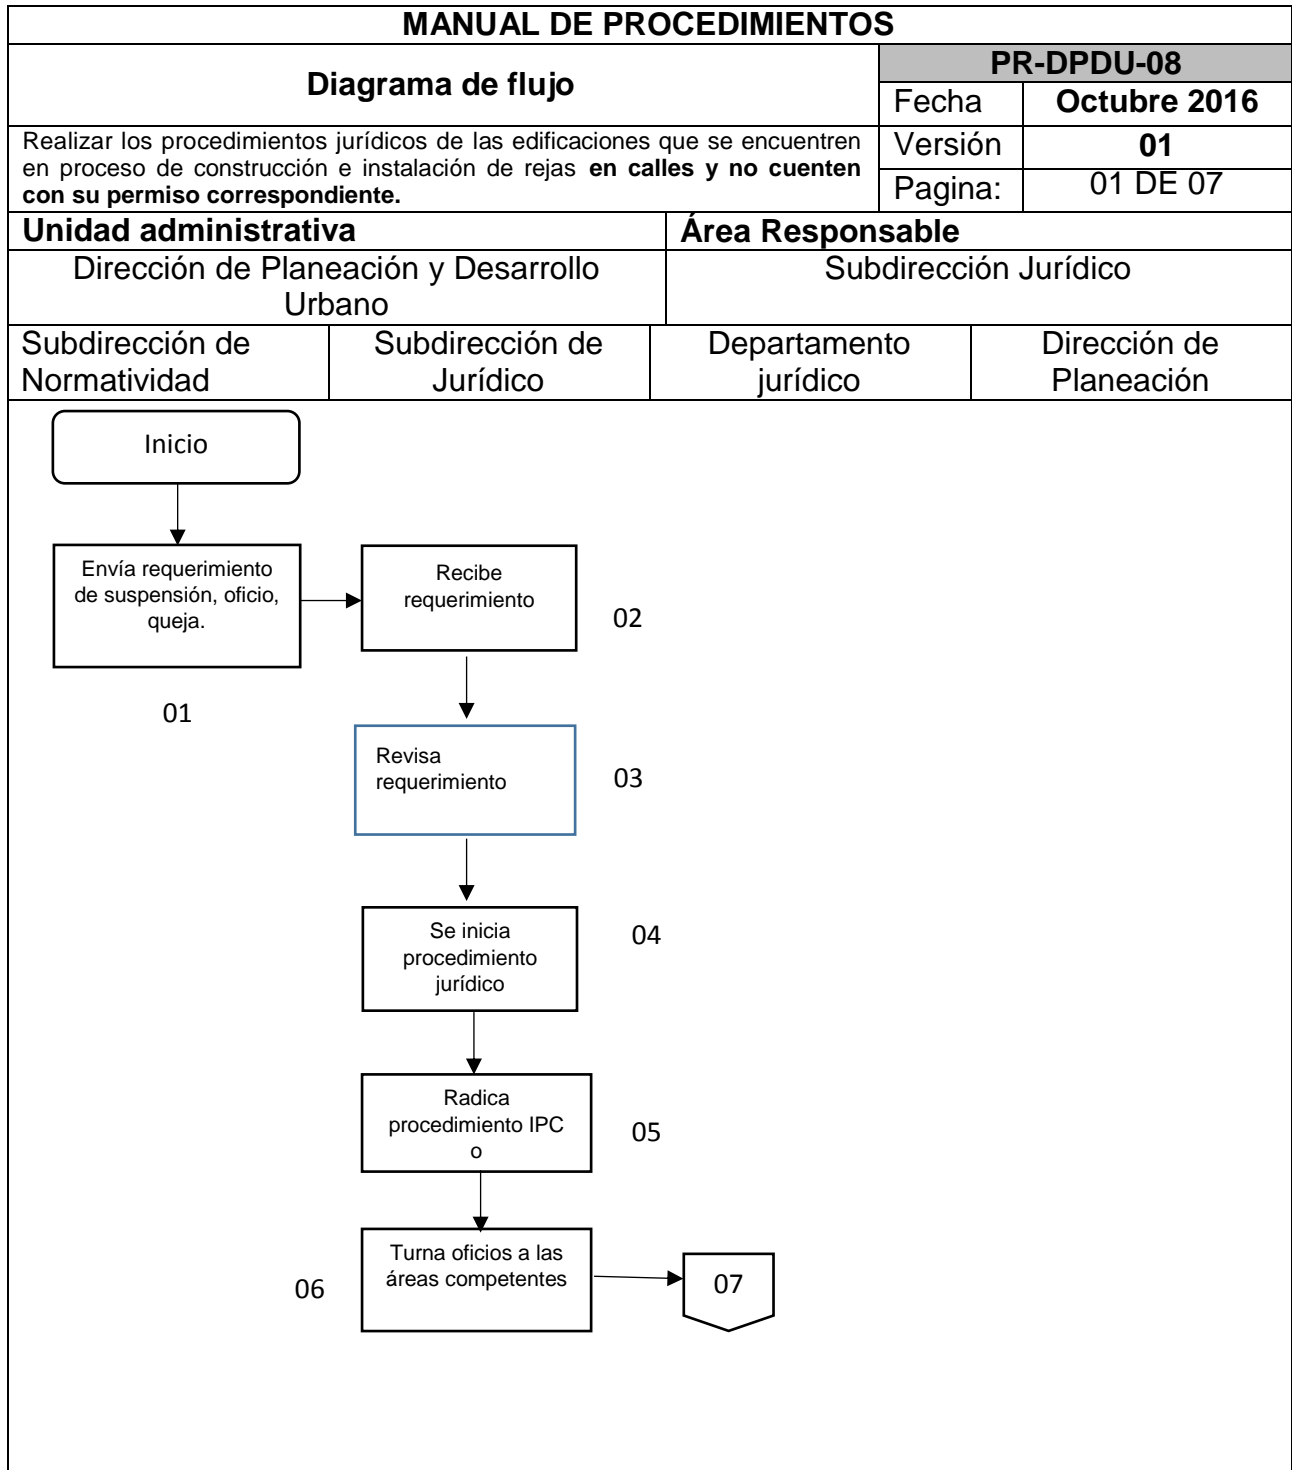 MANUAL DE PROCEDIMIENTOS
Diagrama de flujo
PR-DPDU-08
Fecha
Octubre 2016
Realizar los procedimientos jurídicos de las edificaciones que se encuentren
en proceso de construcción e instalación de rejas en calles y no cuenten
con su permiso correspondiente.
Versión
01
Pagina:
01 DE 07
Unidad administrativa
Área Responsable
Dirección de Planeación y Desarrollo
Urbano
Subdirección Jurídico
Subdirección de
Normatividad
Subdirección de
Jurídico
Departamento
jurídico
Dirección de
Planeación
Inicio
Envía requerimiento
de suspensión, oficio,
queja.
01
Recibe
requerimiento
02
Revisa
requerimiento
03
Se inicia
procedimiento
jurídico
04
Radica
procedimiento IPC
o
05
Turna oficios a las
áreas competentes
06
07